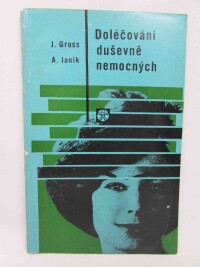 J. Gross
A. Janík
Doléčování
duševně
nemocných